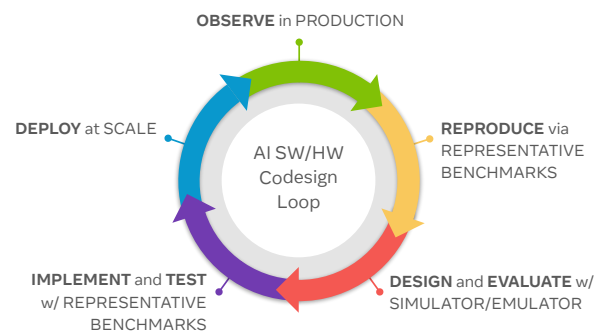 OBSERVE in PRODUCTION
REPRODUCE via
REPRESENTATIVE
BENCHMARKS
DESIGN and EVALUATE w/
SIMULATOR/EMULATOR
IMPLEMENT and TEST
w/ REPRESENTATIVE
BENCHMARKS
DEPLOY at SCALE
AI SW/HW
Codesign
Loop